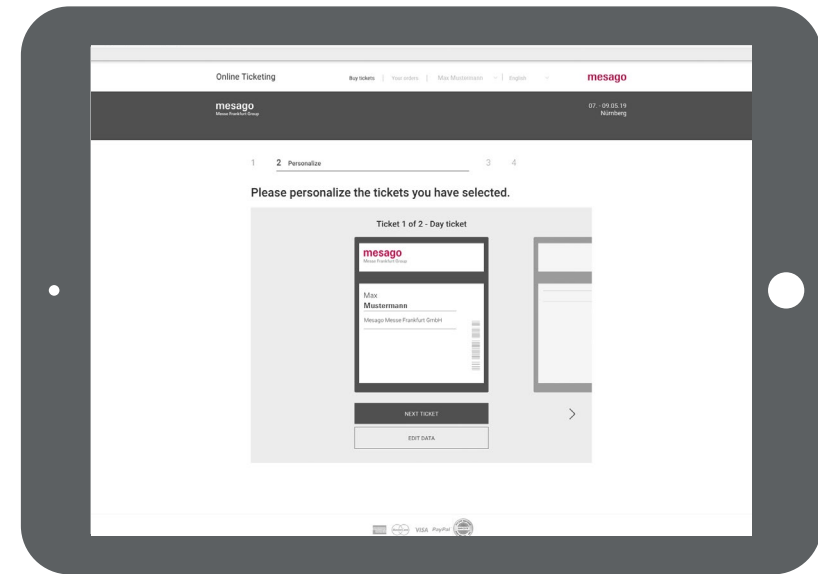 Online Ticketing
Buy tickets | Your orders | Max Mustermann | English
mesago
mesago
Messe Frankfurt Group
07. - 09.05.19
Nürnberg
1 2 Personalize 3 4
Please personalize the tickets you have selected.
Ticket 1 of 2 - Day ticket
mesago
Messe Frankfurt Group
Max
Mustermann
Mesago Messe Frankfurt GmbH
NEXT TICKET
EDIT DATA
VISA PayPal